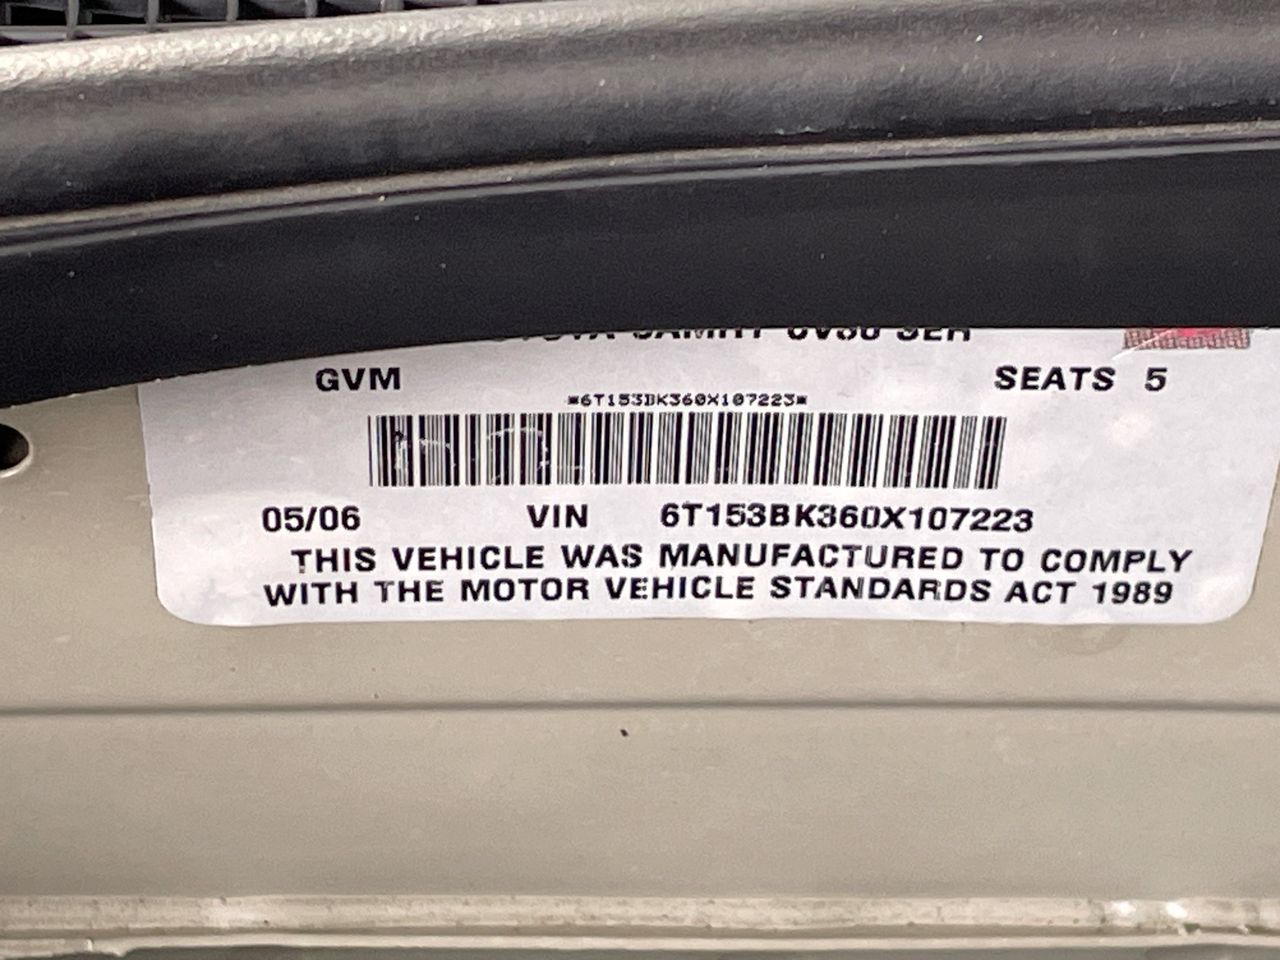 GVM SEATS 5
*6T153BK360X107223*
05/06 VIN 6T153BK360X107223
THIS VEHICLE WAS MANUFACTURED TO COMPLY
WITH THE MOTOR VEHICLE STANDARDS ACT 1989